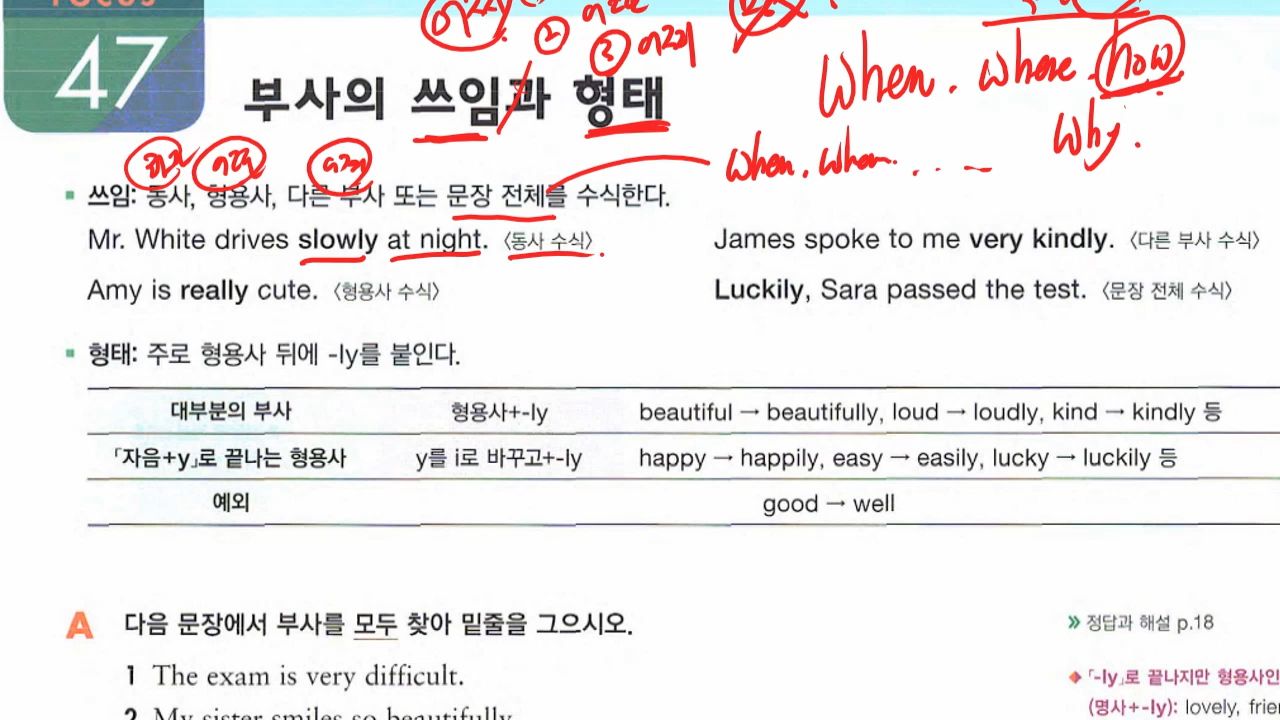 FOCUS
47
② 
③
when. where. how
why.
when. when. . . .
부사의 쓰임과 형태
쓰임: 동사, 형용사, 다른 부사 또는 문장 전체를 수식한다.
Mr. White drives slowly at night. 〈동사 수식〉
James spoke to me very kindly. 〈다른 부사 수식〉
Amy is really cute. 〈형용사 수식〉
Luckily, Sara passed the test. 〈문장 전체 수식〉
형태: 주로 형용사 뒤에 -ly를 붙인다.
대부분의 부사 형용사+-ly beautiful → beautifully, loud → loudly, kind → kindly 등
「자음+y」로 끝나는 형용사 y를 i로 바꾸고+-ly happy → happily, easy → easily, lucky → luckily 등
예외 good → well
A 다음 문장에서 부사를 모두 찾아 밑줄을 그으시오.
» 정답과 해설 p.18
1 The exam is very difficult.
◆ 「-ly」로 끝나지만 형용사인
2 My sister smiles so beautifully
(명사+-ly): lovely, frien